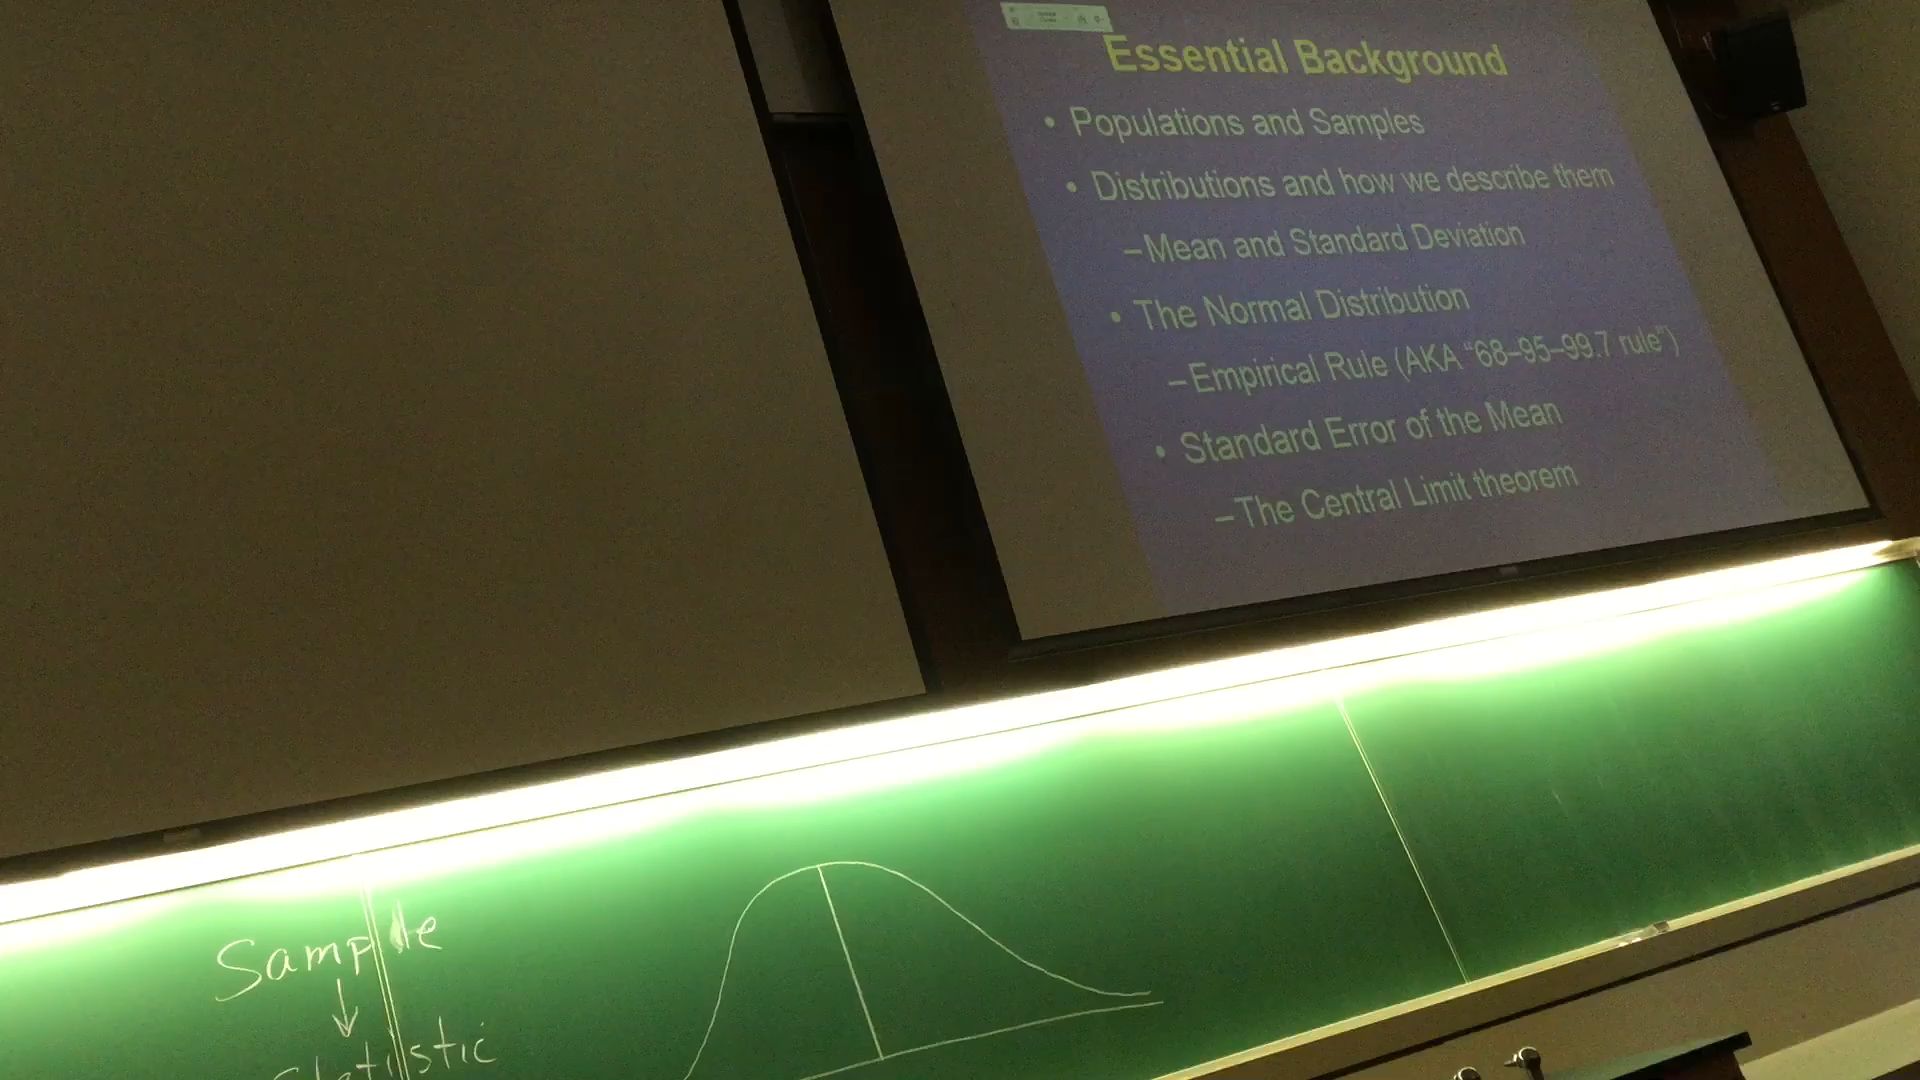 Essential Background
• Populations and Samples
• Distributions and how we describe them
–Mean and Standard Deviation
• The Normal Distribution
–Empirical Rule (AKA “68–95–99.7 rule”)
• Standard Error of the Mean
–The Central Limit theorem
Sample
↓
Statistic